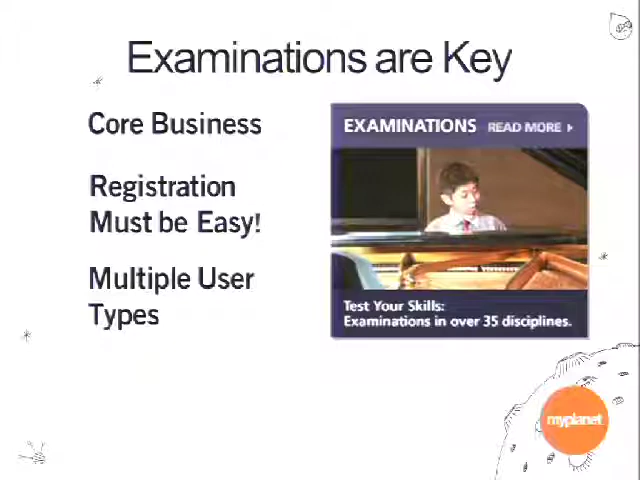 Examinations are Key
Core Business
Registration
Must be Easy!
Multiple User
Types
EXAMINATIONS READ MORE
Test Your Skills:
Examinations in over 35 disciplines.
myplanet